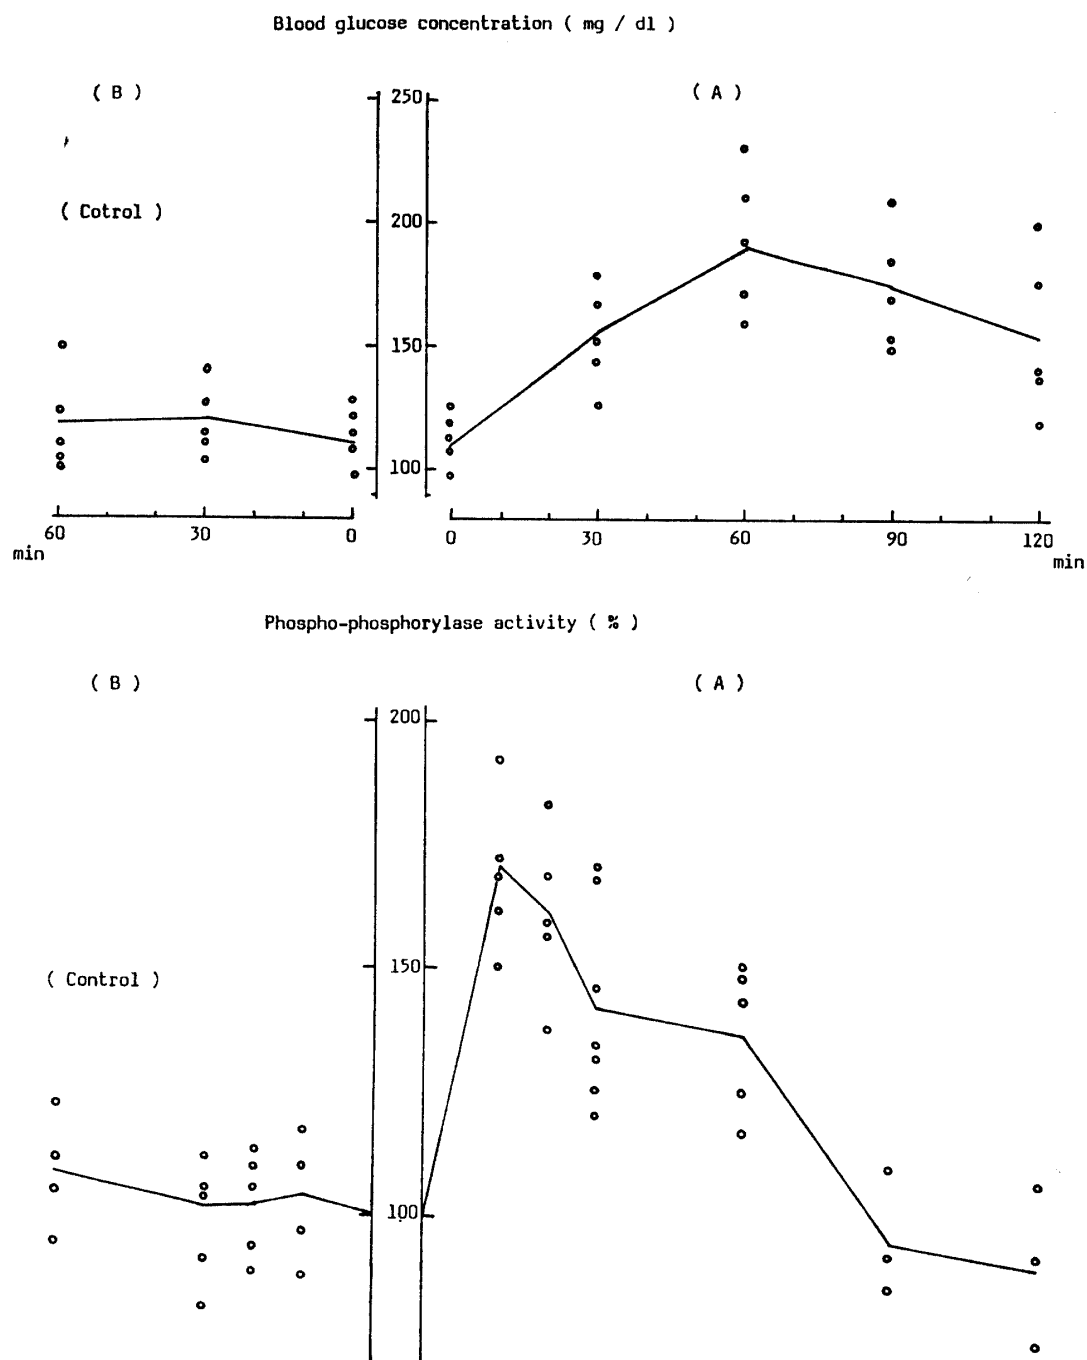 Blood glucose concentration ( mg / dl )
( B )
( A )
( Cotrol )
250
200
150
100
60
30
0
min
0
30
60
90
120
min
Phospho-phosphorylase activity ( % )
( B )
( A )
( Control )
200
150
100